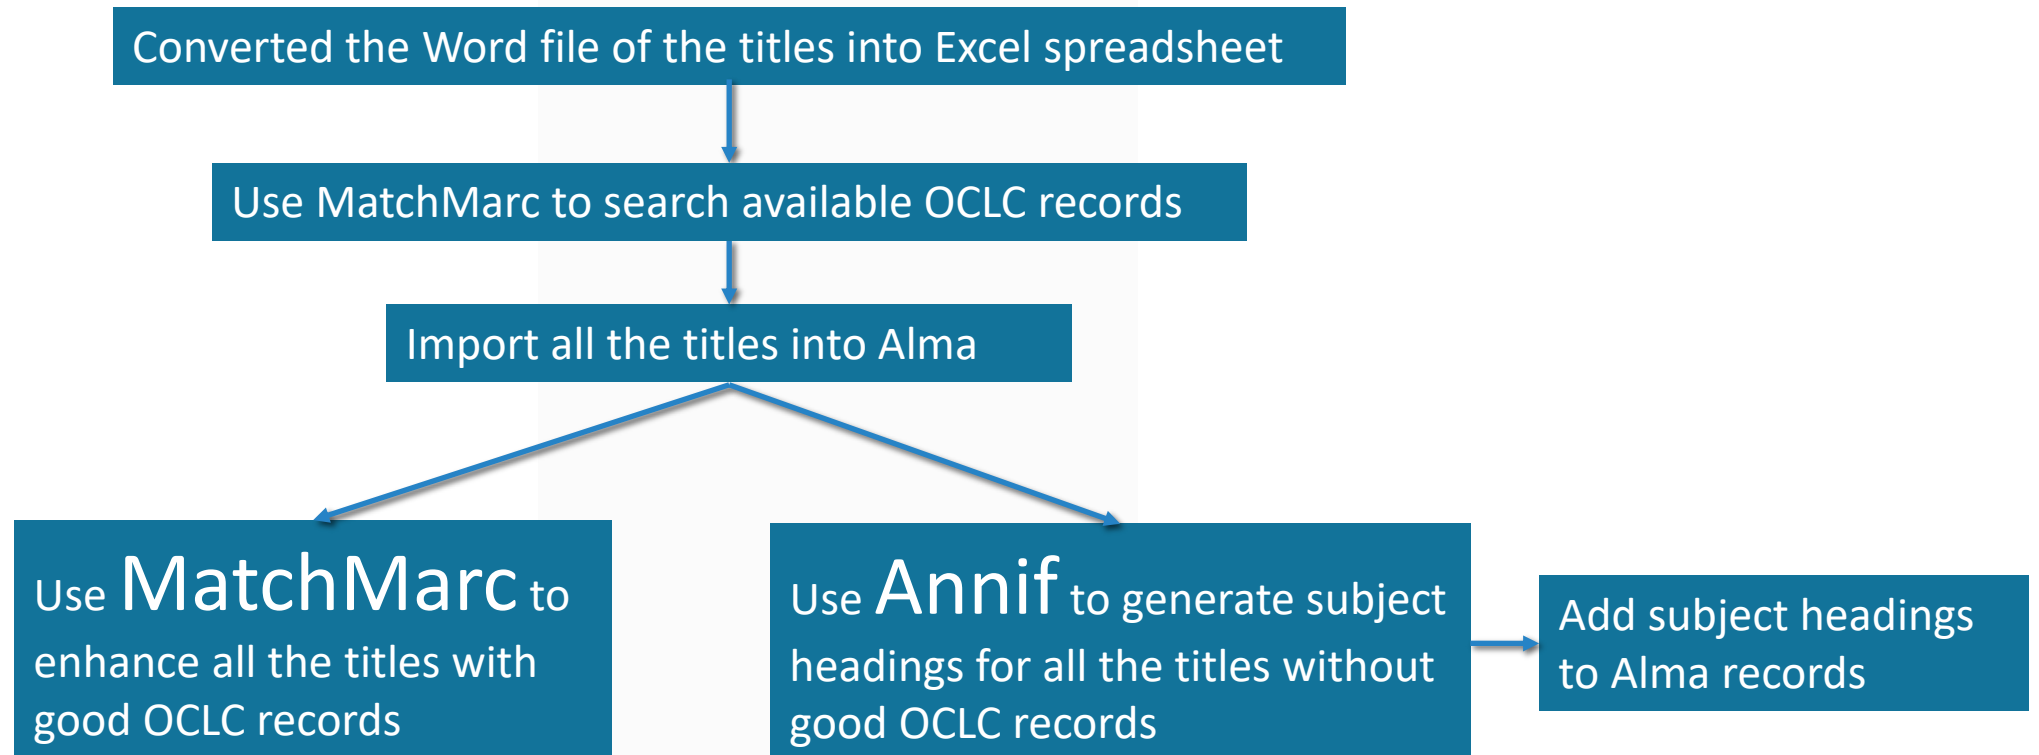 Converted the Word file of the titles into Excel spreadsheet
Use MatchMarc to search available OCLC records
Import all the titles into Alma
Use MatchMarc to
enhance all the titles with
good OCLC records
Use Annif to generate subject
headings for all the titles without
good OCLC records
Add subject headings
to Alma records